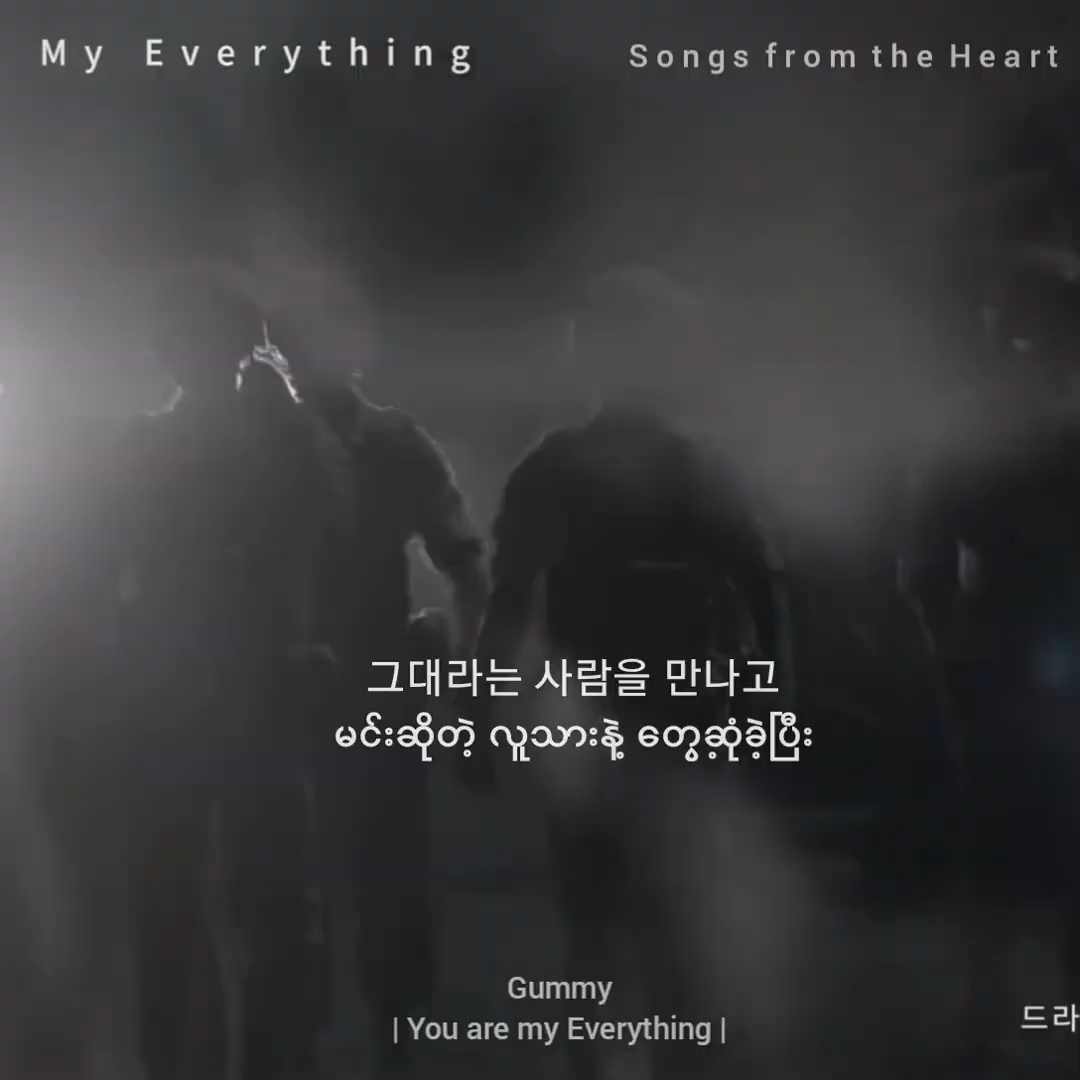 My Everything
Songs from the Heart
그대라는 사람을 만나고
မင်းဆိုတဲ့ လူသားနဲ့ တွေ့ဆုံခဲ့ပြီး
Gummy
| You are my Everything |
드라